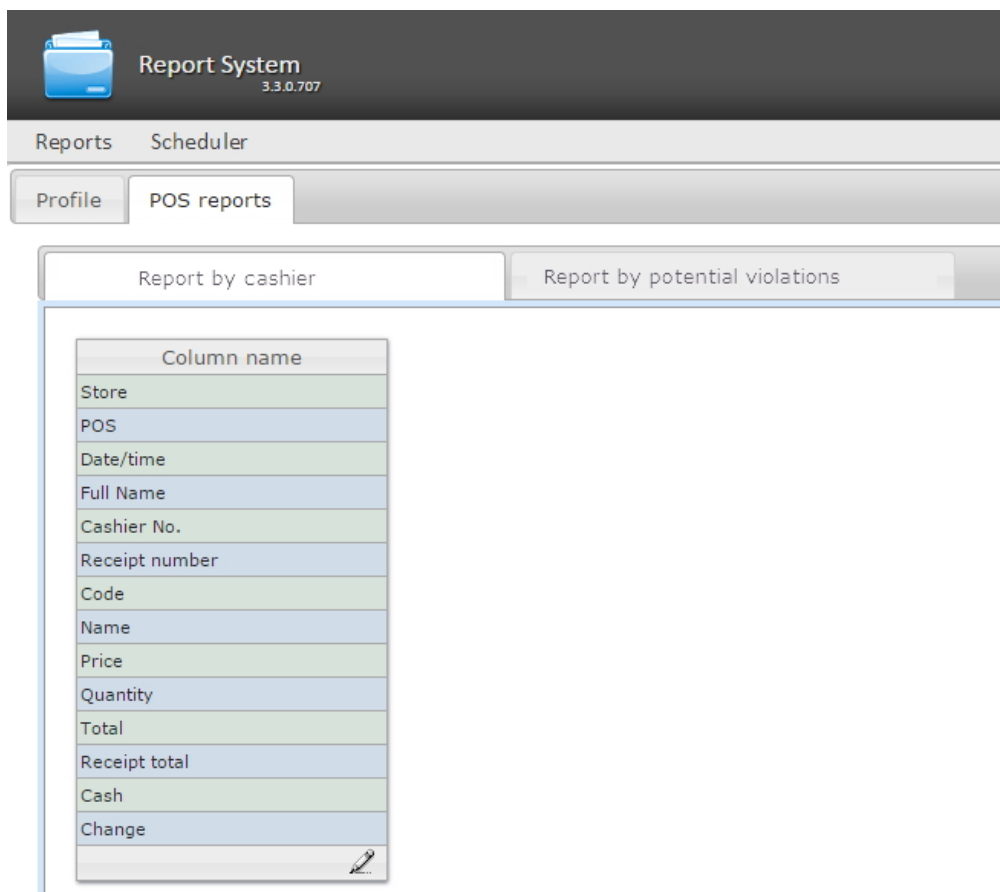 Report System
3.3.0.707
Reports Scheduler
Profile POS reports
Report by cashier Report by potential violations
Column name
Store
POS
Date/time
Full Name
Cashier No.
Receipt number
Code
Name
Price
Quantity
Total
Receipt total
Cash
Change